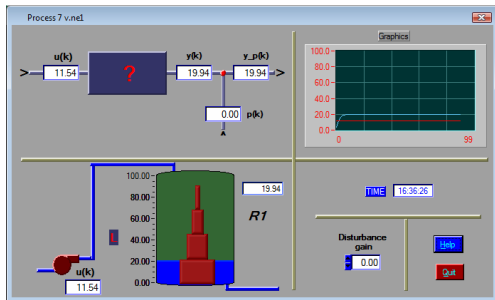 Process 7 v.ne1
u(k)
y(k)
y_p(k)
> 11.54 ? 19.94 19.94 >
0.00 p(k)
Graphics
100.0
80.0
60.0
40.0
20.0
0.0
0 99
100.00
80.00
60.00
40.00
20.00
0.00
u(k)
11.54
19.94
R1
TIME 16:36:26
Disturbance
gain
0.00
Help
Quit